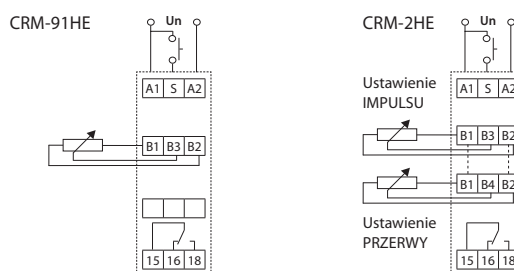 CRM-91HE
Un
A1 S A2
B1 B3 B2
15 16 18
CRM-2HE
Un
Ustawienie
IMPULSU
A1 S A2
B1 B3 B2
B1 B4 B2
Ustawienie
PRZERWY
15 16 18